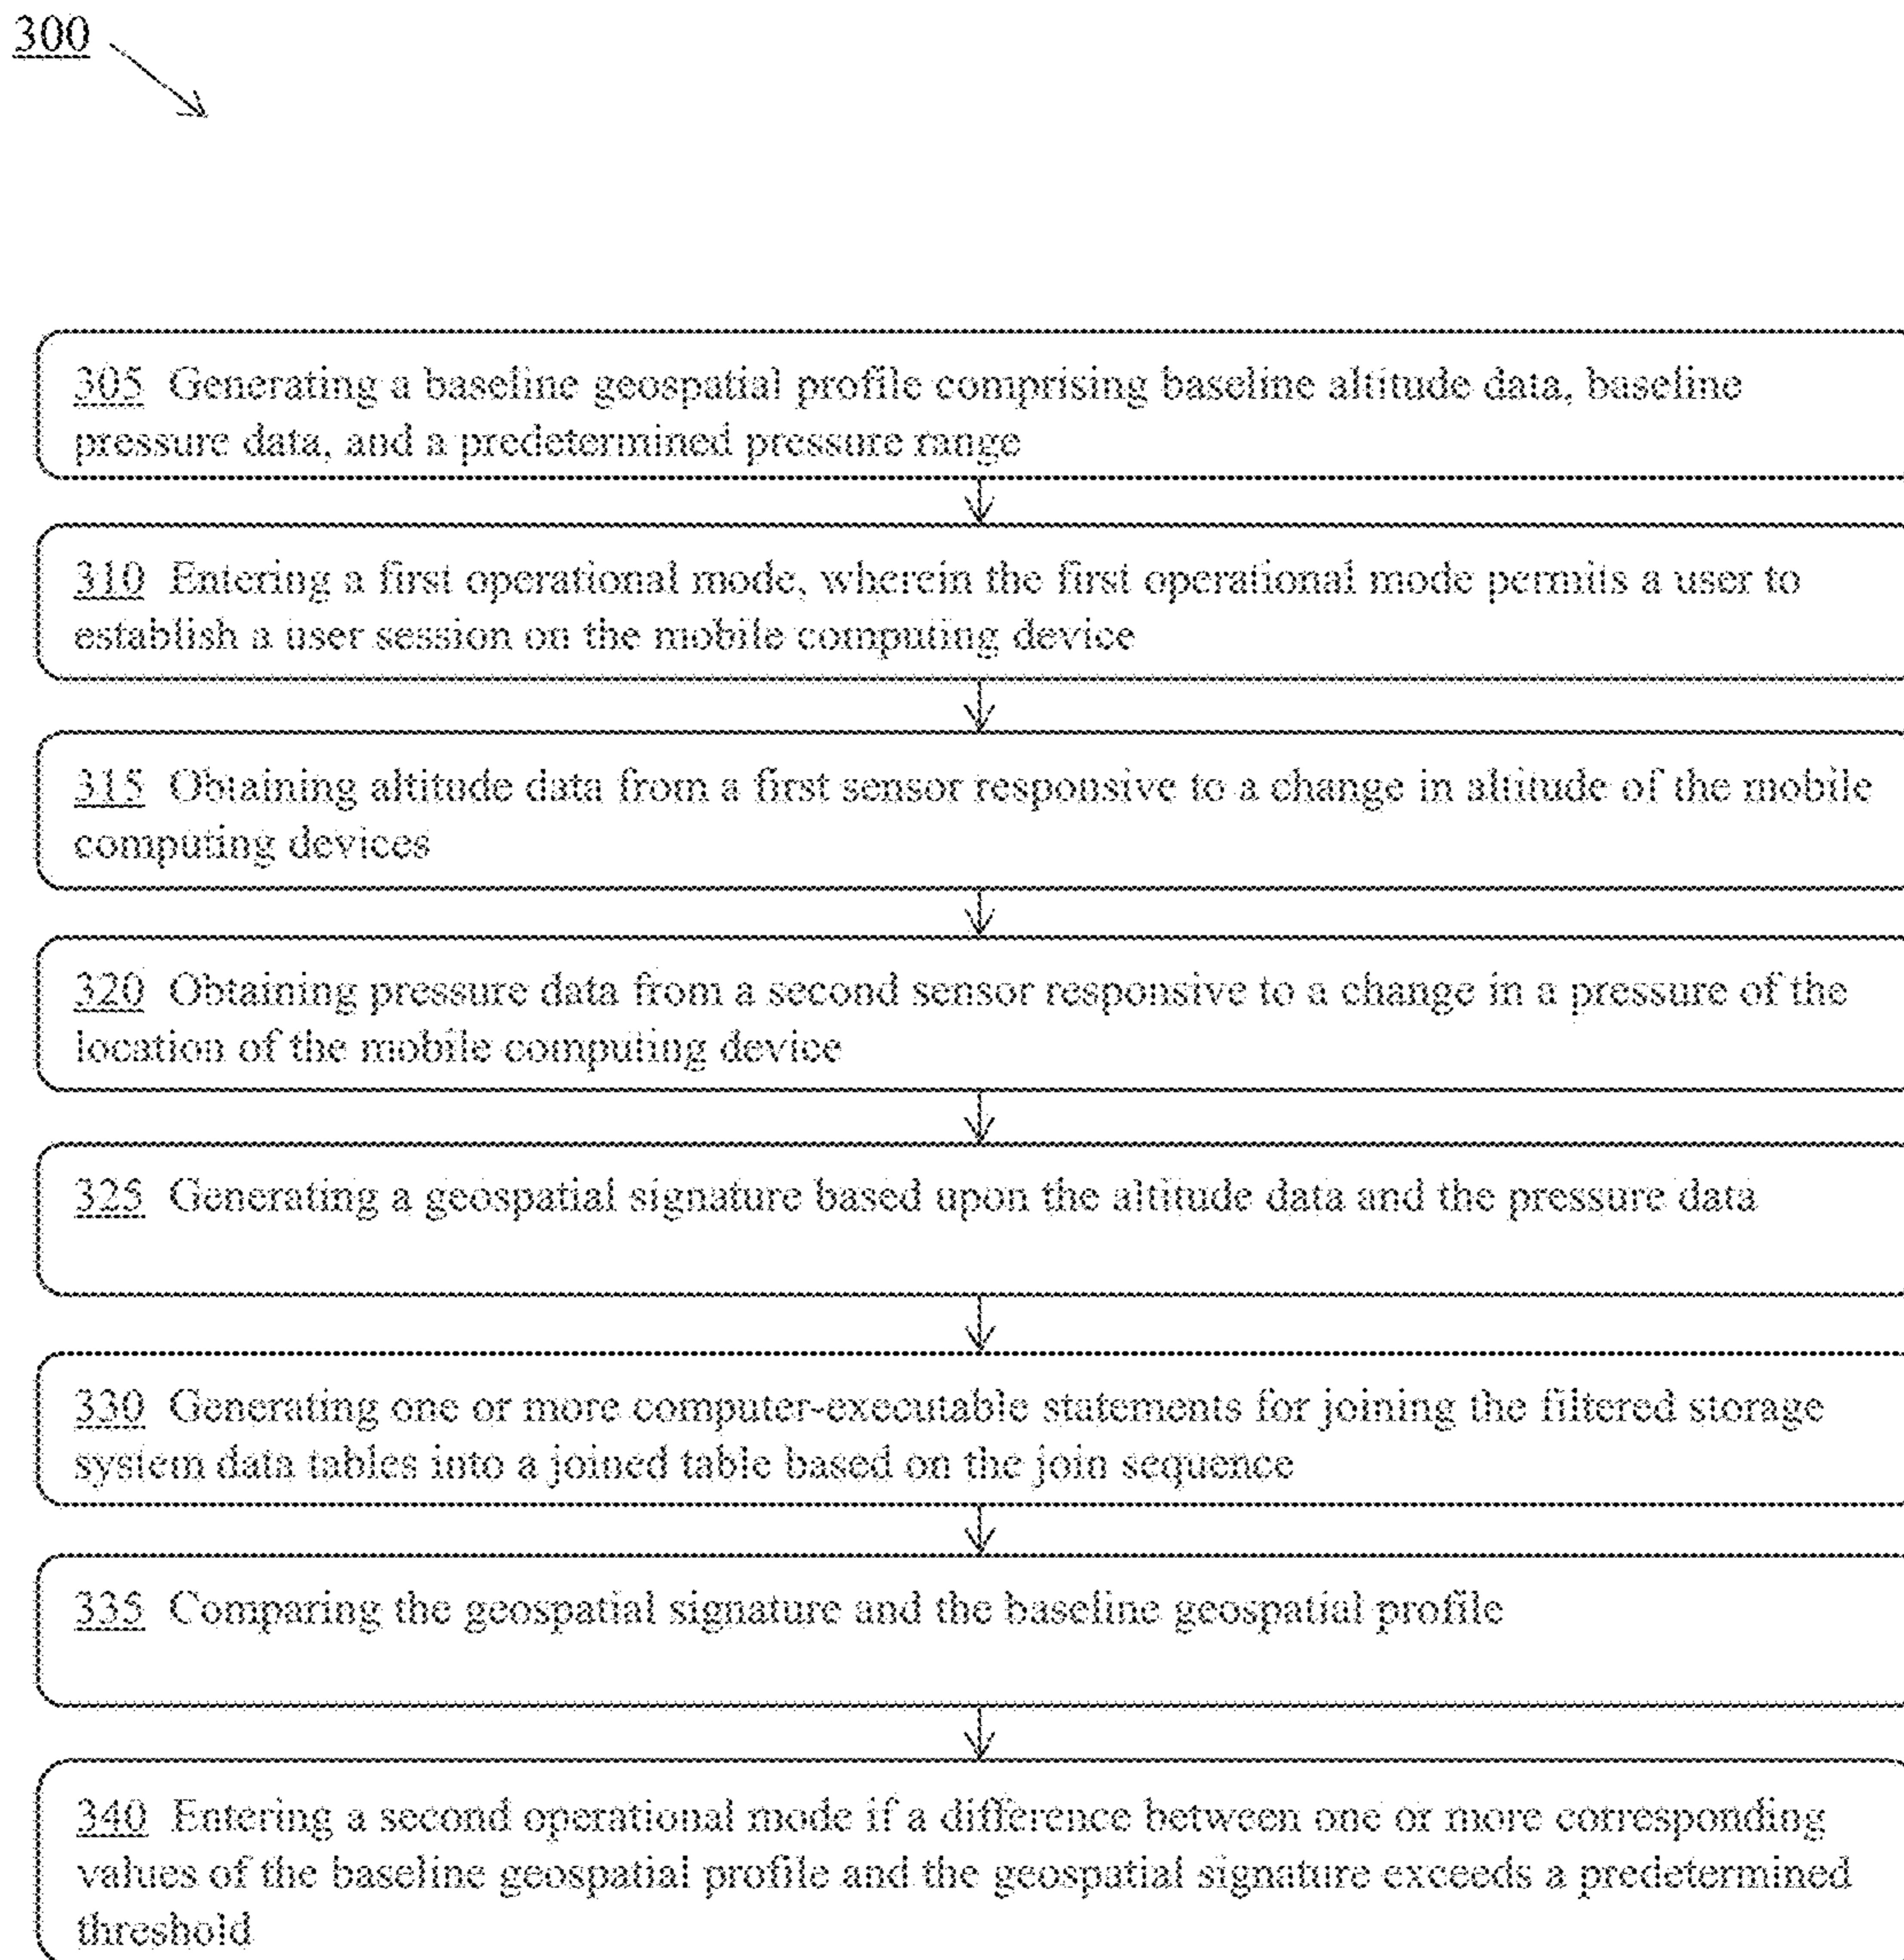 300
305 Generating a baseline geospatial profile comprising baseline altitude data, baseline
pressure data, and a predetermined pressure range
310 Entering a first operational mode, wherein the first operational mode permits a user to
establish a user session on the mobile computing device
315 Obtaining altitude data from a first sensor responsive to a change in altitude of the mobile
computing devices
320 Obtaining pressure data from a second sensor responsive to a change in a pressure of the
location of the mobile computing device
325 Generating a geospatial signature based upon the altitude data and the pressure data
330 Generating one or more computer-executable statements for joining the filtered storage
system data tables into a joined table based on the join sequence
335 Comparing the geospatial signature and the baseline geospatial profile
340 Entering a second operational mode if a difference between one or more corresponding
values of the baseline geospatial profile and the geospatial signature exceeds a predetermined
threshold